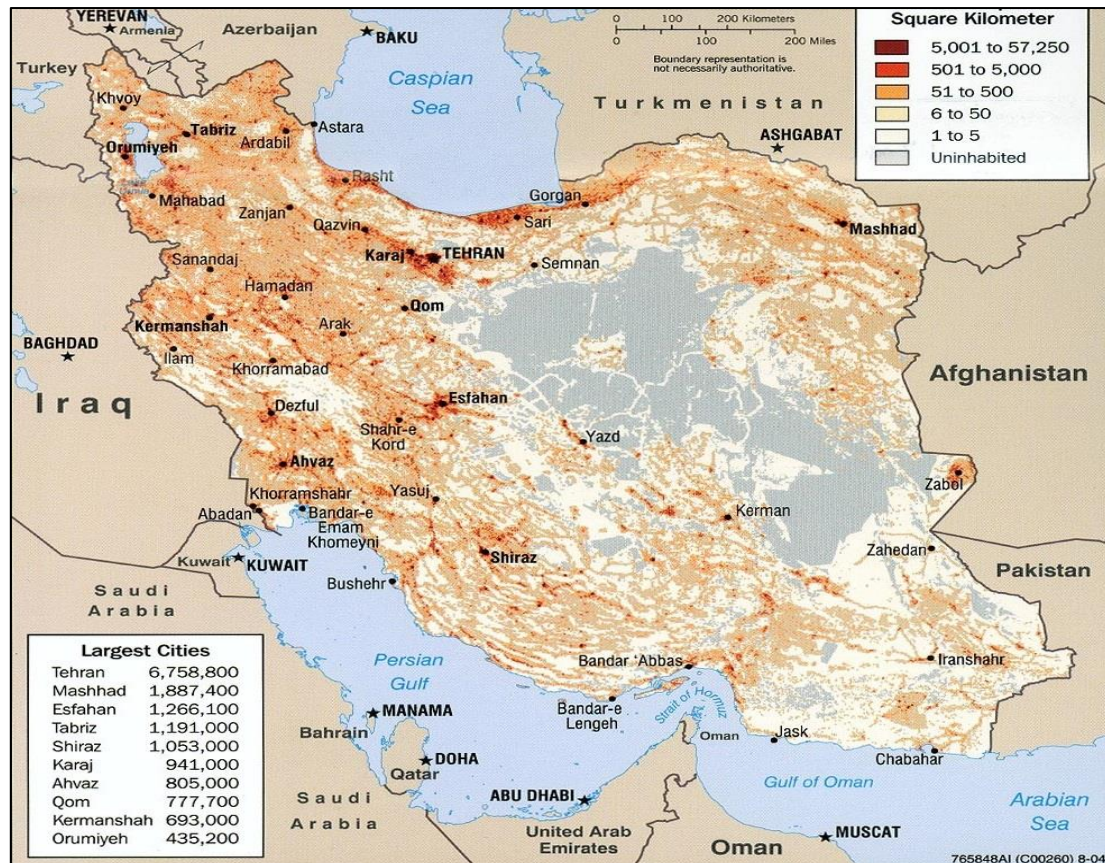 YEREVAN
Armenia
Azerbaijan
BAKU
Turkey
Caspian
Sea
0 100 200 Kilometers
0 100 200 Miles
Boundary representation is
not necessarily authoritative.
Turkmenistan
ASHGABAT
Square Kilometer
5,001 to 57,250
501 to 5,000
51 to 500
6 to 50
1 to 5
Uninhabited
Khvoy
Tabriz
Ardabil
Astara
Orumiyeh
Mahabad
Rasht
Zanjan
Qazvin
Gorgan
Sari
Mashhad
Karaj
TEHRAN
Semnan
Sanandaj
Hamadan
Qom
Kermanshah
Arak
BAGHDAD
Ilam
Khorramabad
Iraq
Afghanistan
Dezful
Esfahan
Shahr-e
Kord
Yazd
Ahvaz
Zabol
Khorramshahr
Yasuj
Abadan
Bandar-e
Emam
Khomeyni
Kerman
Zahedan
Kuwait
KUWAIT
Shiraz
Pakistan
Saudi
Arabia
Bushehr
Largest Cities
Tehran 6,758,800
Mashhad 1,887,400
Esfahan 1,266,100
Tabriz 1,191,000
Shiraz 1,053,000
Karaj 941,000
Ahvaz 805,000
Qom 777,700
Kermanshah 693,000
Orumiyeh 435,200
Persian
Gulf
Bandar 'Abbas
Iranshahr
Bandar-e
Lengeh
Strait of Hormuz
MANAMA
Bahrain
Oman
Jask
Chabahar
DOHA
Qatar
Gulf of Oman
Saudi
Arabia
ABU DHABI
Arabian
Sea
United Arab
Emirates
Oman
MUSCAT
765848AI (C00260) 8-04